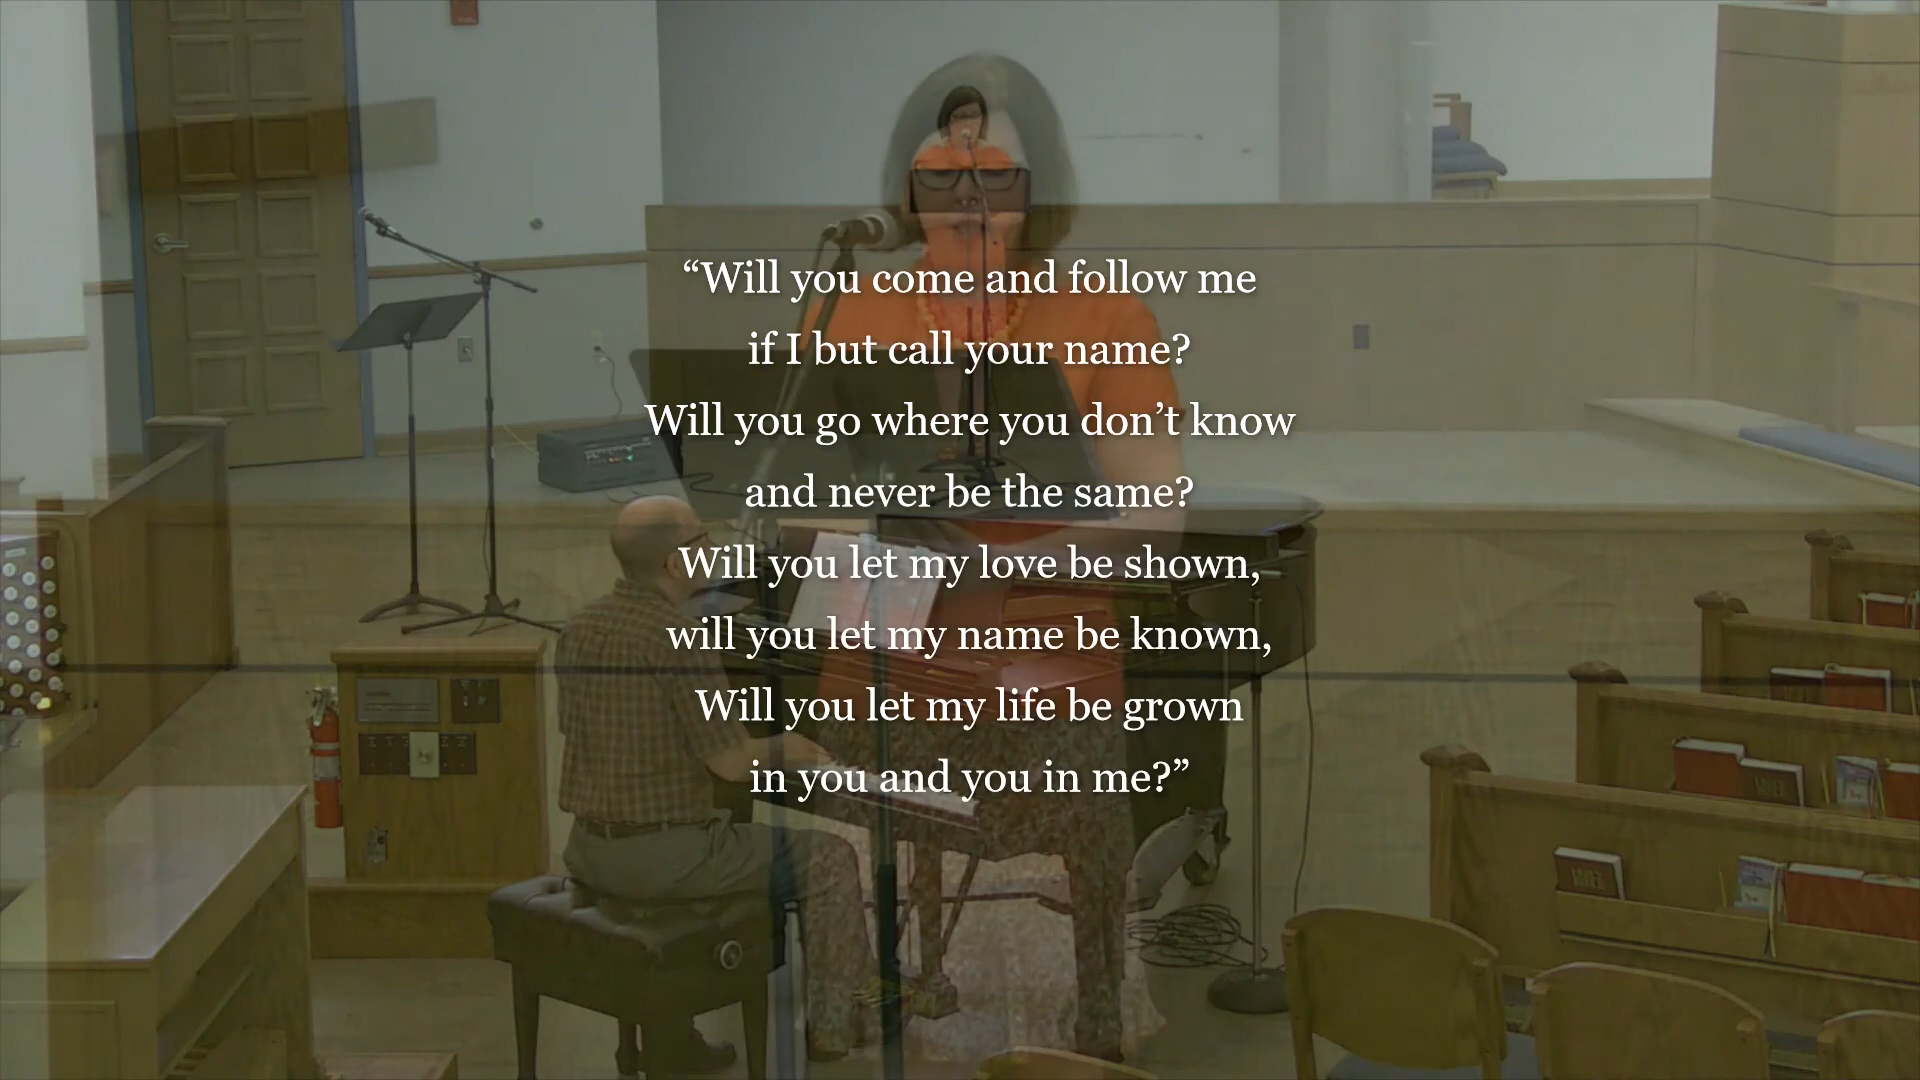 “Will you come and follow me
if I but call your name?
Will you go where you don’t know
and never be the same?
Will you let my love be shown,
will you let my name be known,
Will you let my life be grown
in you and you in me?”